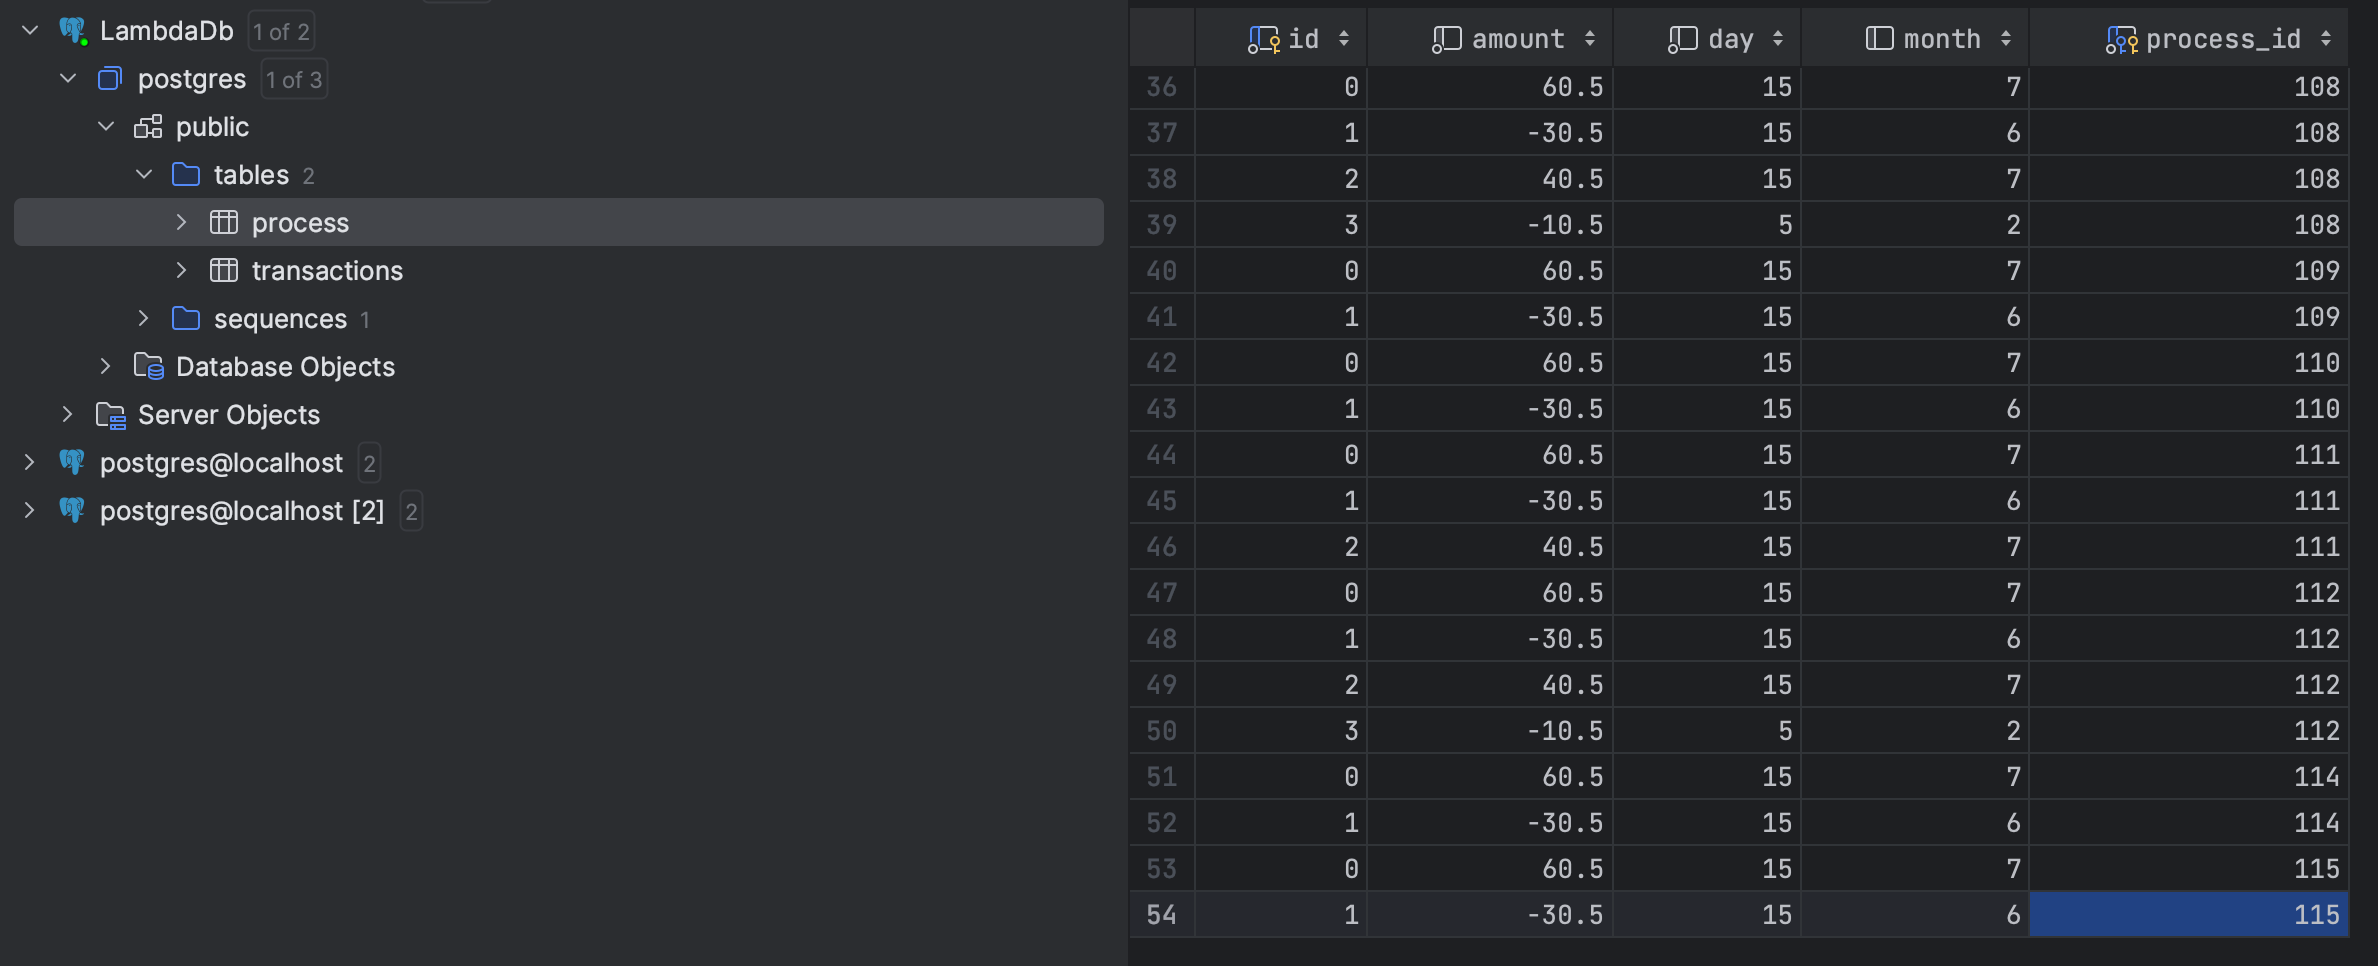 LambdaDb 1 of 2
postgres 1 of 3
public
tables 2
process
transactions
sequences 1
Database Objects
Server Objects
postgres@localhost 2
postgres@localhost [2] 2
id amount day month process_id
36 0 60.5 15 7 108
37 1 -30.5 15 6 108
38 2 40.5 15 7 108
39 3 -10.5 5 2 108
40 0 60.5 15 7 109
41 1 -30.5 15 6 109
42 0 60.5 15 7 110
43 1 -30.5 15 6 110
44 0 60.5 15 7 111
45 1 -30.5 15 6 111
46 2 40.5 15 7 111
47 0 60.5 15 7 112
48 1 -30.5 15 6 112
49 2 40.5 15 7 112
50 3 -10.5 5 2 112
51 0 60.5 15 7 114
52 1 -30.5 15 6 114
53 0 60.5 15 7 115
54 1 -30.5 15 6 115